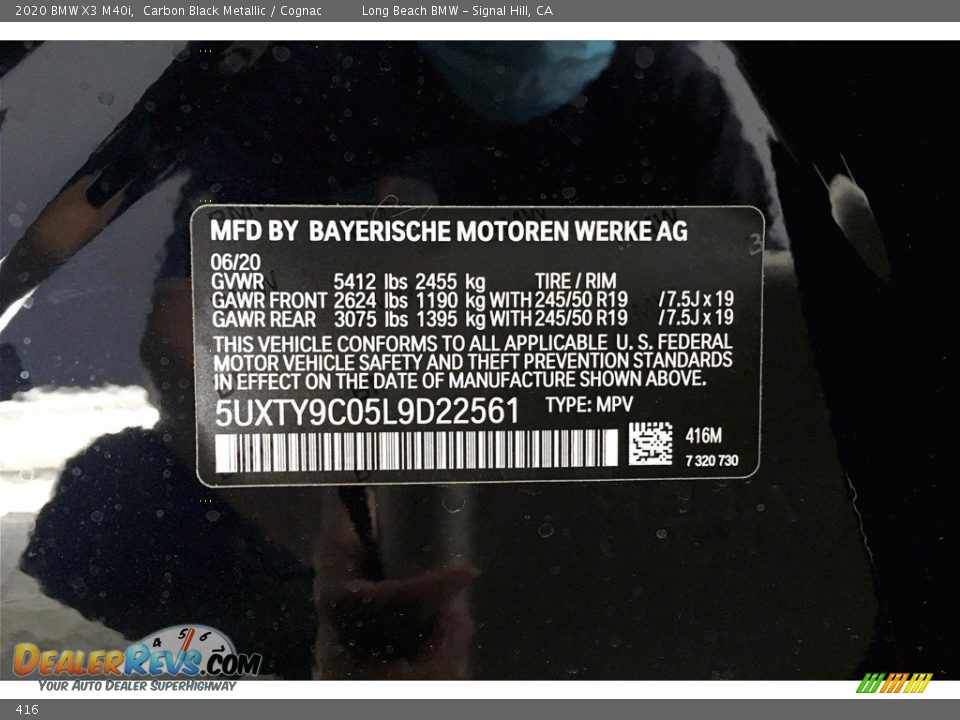 2020 BMW X3 M40i, Carbon Black Metallic / Cognac Long Beach BMW – Signal Hill, CA
MFD BY BAYERISCHE MOTOREN WERKE AG
06/20
GVWR 5412 lbs 2455 kg TIRE / RIM
GAWR FRONT 2624 lbs 1190 kg WITH 245/50 R19 / 7.5J x 19
GAWR REAR 3075 lbs 1395 kg WITH 245/50 R19 / 7.5J x 19
THIS VEHICLE CONFORMS TO ALL APPLICABLE U. S. FEDERAL
MOTOR VEHICLE SAFETY AND THEFT PREVENTION STANDARDS
IN EFFECT ON THE DATE OF MANUFACTURE SHOWN ABOVE.
5UXTY9C05L9D22561 TYPE: MPV
416M
7 320 730
4 5 6
DEALERREVS.COM
YOUR AUTO DEALER SUPERHIGHWAY
416